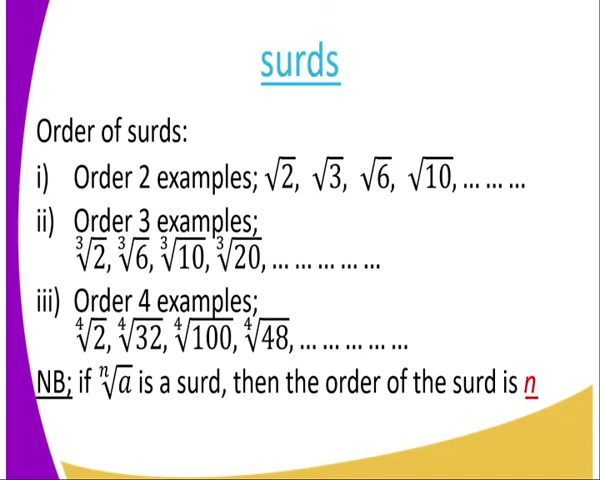 surds
Order of surds:
i) Order 2 examples; √2, √3, √6, √10, ... ... ...
ii) Order 3 examples;
∛2, ∛6, ∛10, ∛20, ... ... ... ... ...
iii) Order 4 examples;
∜2, ∜32, ∜100, ∜48, ... ... ... ... ...
NB; if ⁿ√a is a surd, then the order of the surd is n